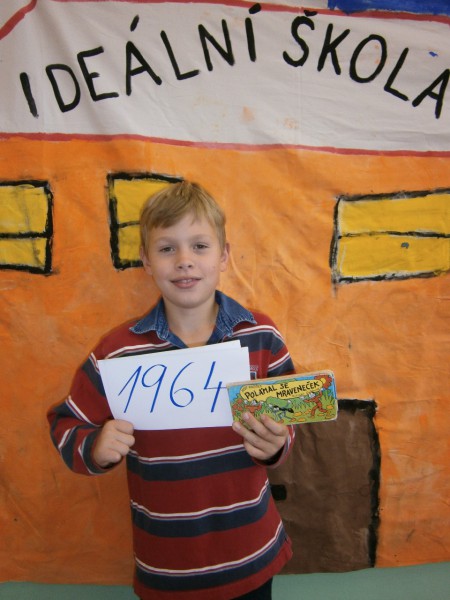 IDEÁLNÍ ŠKOLA
1964
POLÁMAL SE
MRAVENEČEK